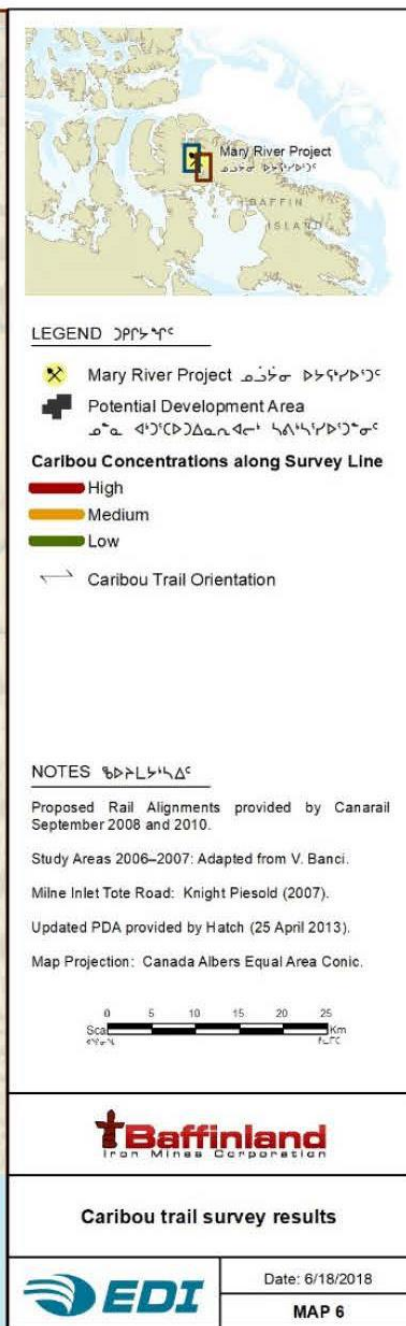 Mary River Project
ᓄᓘᔮᓂ ᐅᔭᕋᖕᓯᐅᖅᑐᑦ
BAFFIN
ISLAND
LEGEND
Mary River Project
Potential Development Area
Caribou Concentrations along Survey Line
High
Medium
Low
Caribou Trail Orientation
NOTES
Proposed Rail Alignments provided by Canarail
September 2008 and 2010.
Study Areas 2006–2007: Adapted from V. Banci.
Milne Inlet Tote Road: Knight Piesold (2007).
Updated PDA provided by Hatch (25 April 2013).
Map Projection: Canada Albers Equal Area Conic.
0 5 10 15 20 25
Km
Baffinland
Iron Mines Corporation
Caribou trail survey results
EDI
Date: 6/18/2018
MAP 6